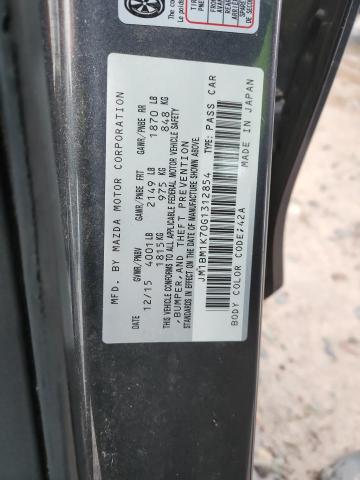 MFD. BY MAZDA MOTOR CORPORATION
GVWR/PNBV GAWR/PNBE FRT GAWR/PNBE RR
12/15 4001LB 2149 LB 1870 LB
1815KG 975 KG 848 KG
THIS VEHICLE CONFORMS TO ALL APPLICABLE FEDERAL MOTOR VEHICLE SAFETY
,BUMPER,AND THEFT PREVENTION
STANDARDS IN EFFECT ON THE DATE OF MANUFACTURE SHOWN ABOVE.
JM1BM1K70G1312854 TYPE: PASS CAR
BODY COLOR CODE:42A MADE IN JAPAN